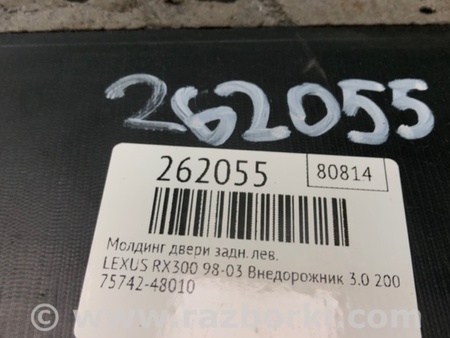 262055
262055 80814
Молдинг двери задн. лев.
LEXUS RX300 98-03 Внедорожник 3.0 200
75742-48010
www.razborki.com